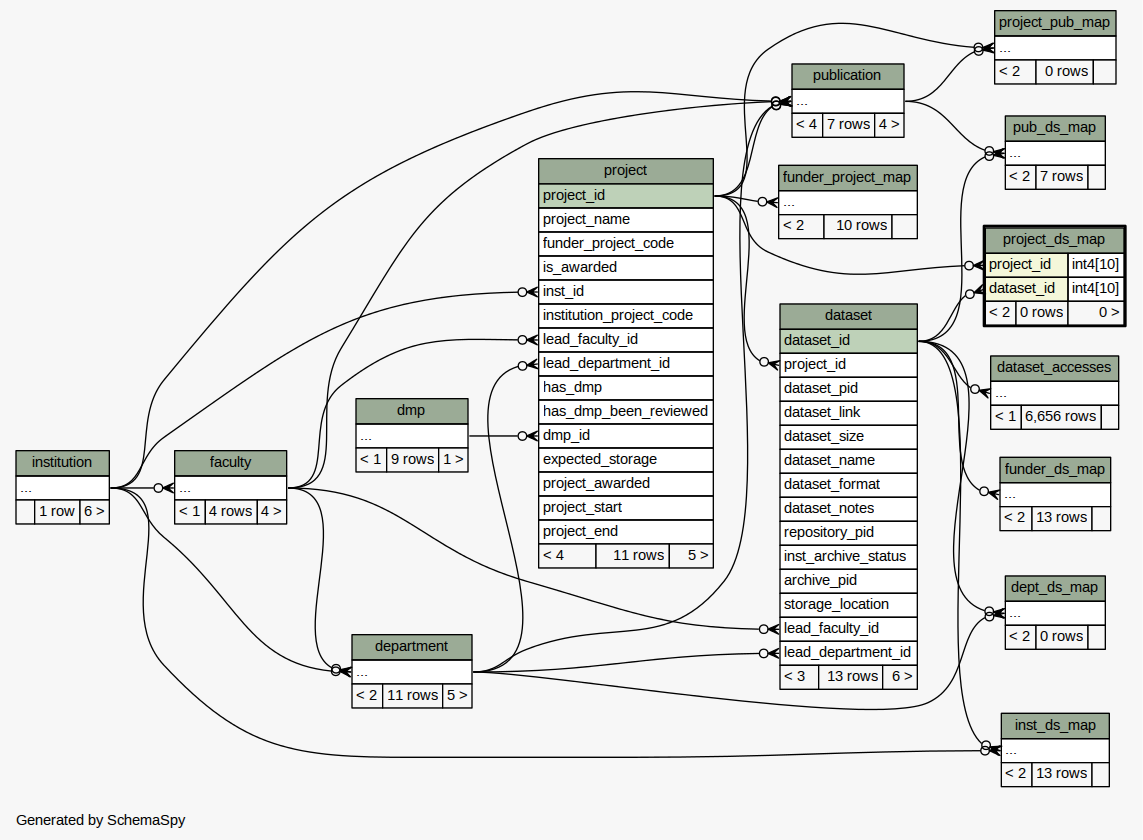 project_pub_map
...
< 2 0 rows
publication
...
< 4 7 rows 4 >
pub_ds_map
...
< 2 7 rows
project
project_id
project_name
funder_project_code
is_awarded
inst_id
institution_project_code
lead_faculty_id
lead_department_id
has_dmp
has_dmp_been_reviewed
dmp_id
expected_storage
project_awarded
project_start
project_end
< 4 11 rows 5 >
funder_project_map
...
< 2 10 rows
project_ds_map
project_id int4[10]
dataset_id int4[10]
< 2 0 rows 0 >
dataset
dataset_id
project_id
dataset_pid
dataset_link
dataset_size
dataset_name
dataset_format
dataset_notes
repository_pid
inst_archive_status
archive_pid
storage_location
lead_faculty_id
lead_department_id
< 3 13 rows 6 >
dataset_accesses
...
< 1 6,656 rows
dmp
...
< 1 9 rows 1 >
institution
...
1 row 6 >
faculty
...
< 1 4 rows 4 >
funder_ds_map
...
< 2 13 rows
dept_ds_map
...
< 2 0 rows
department
...
< 2 11 rows 5 >
inst_ds_map
...
< 2 13 rows
Generated by SchemaSpy